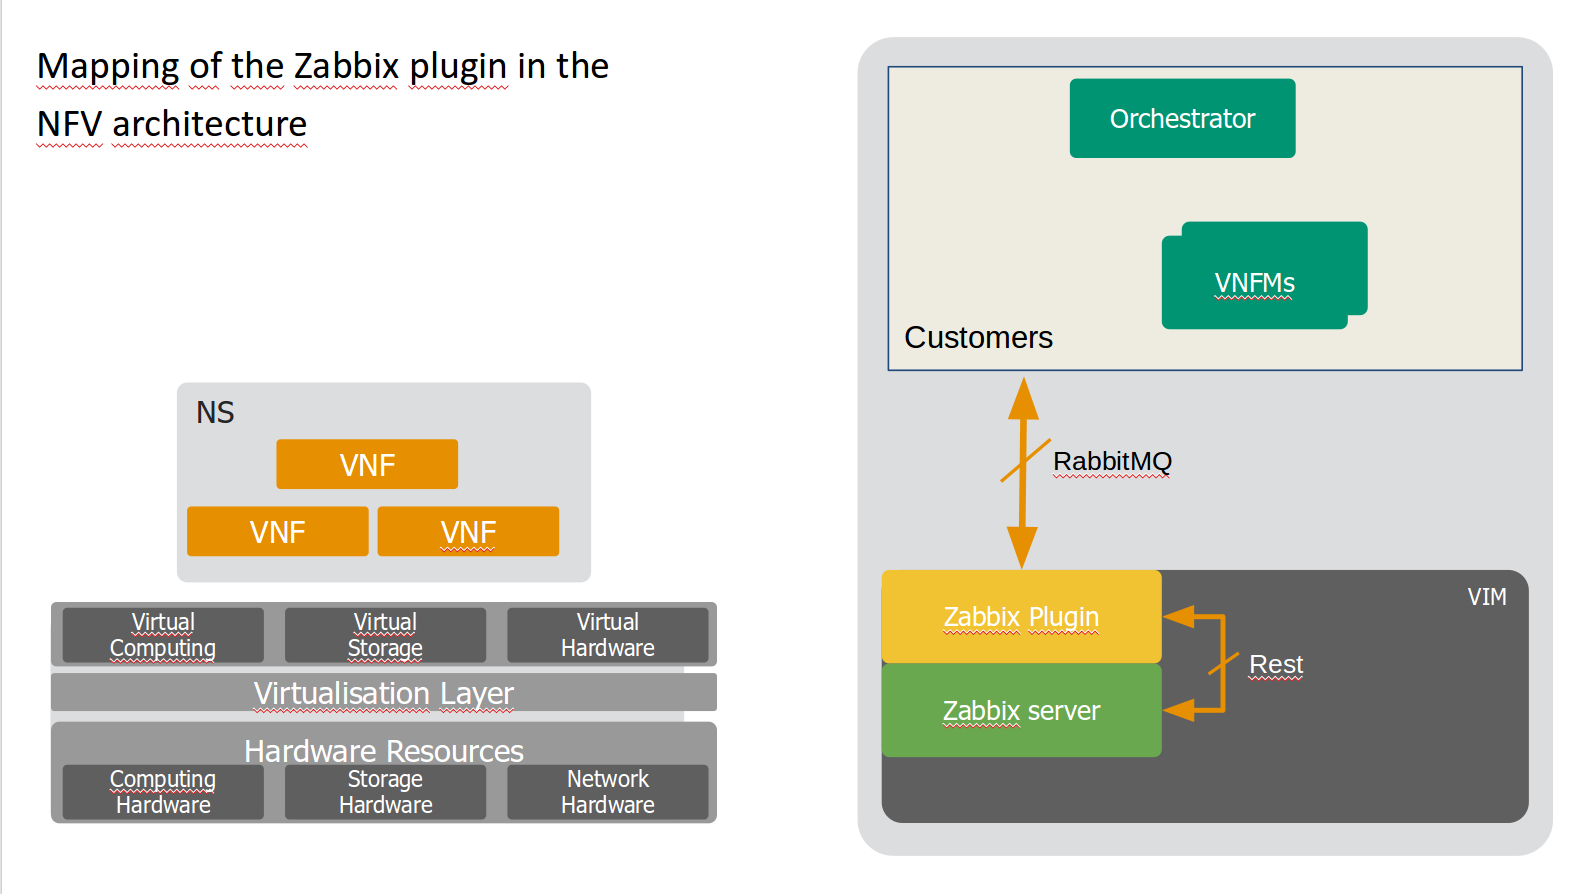 Mapping of the Zabbix plugin in the
NFV architecture
NS
VNF
VNF
VNF
Virtual
Computing
Virtual
Storage
Virtual
Hardware
Virtualisation Layer
Hardware Resources
Computing
Hardware
Storage
Hardware
Network
Hardware
Orchestrator
VNFMs
Customers
RabbitMQ
VIM
Zabbix Plugin
Rest
Zabbix server